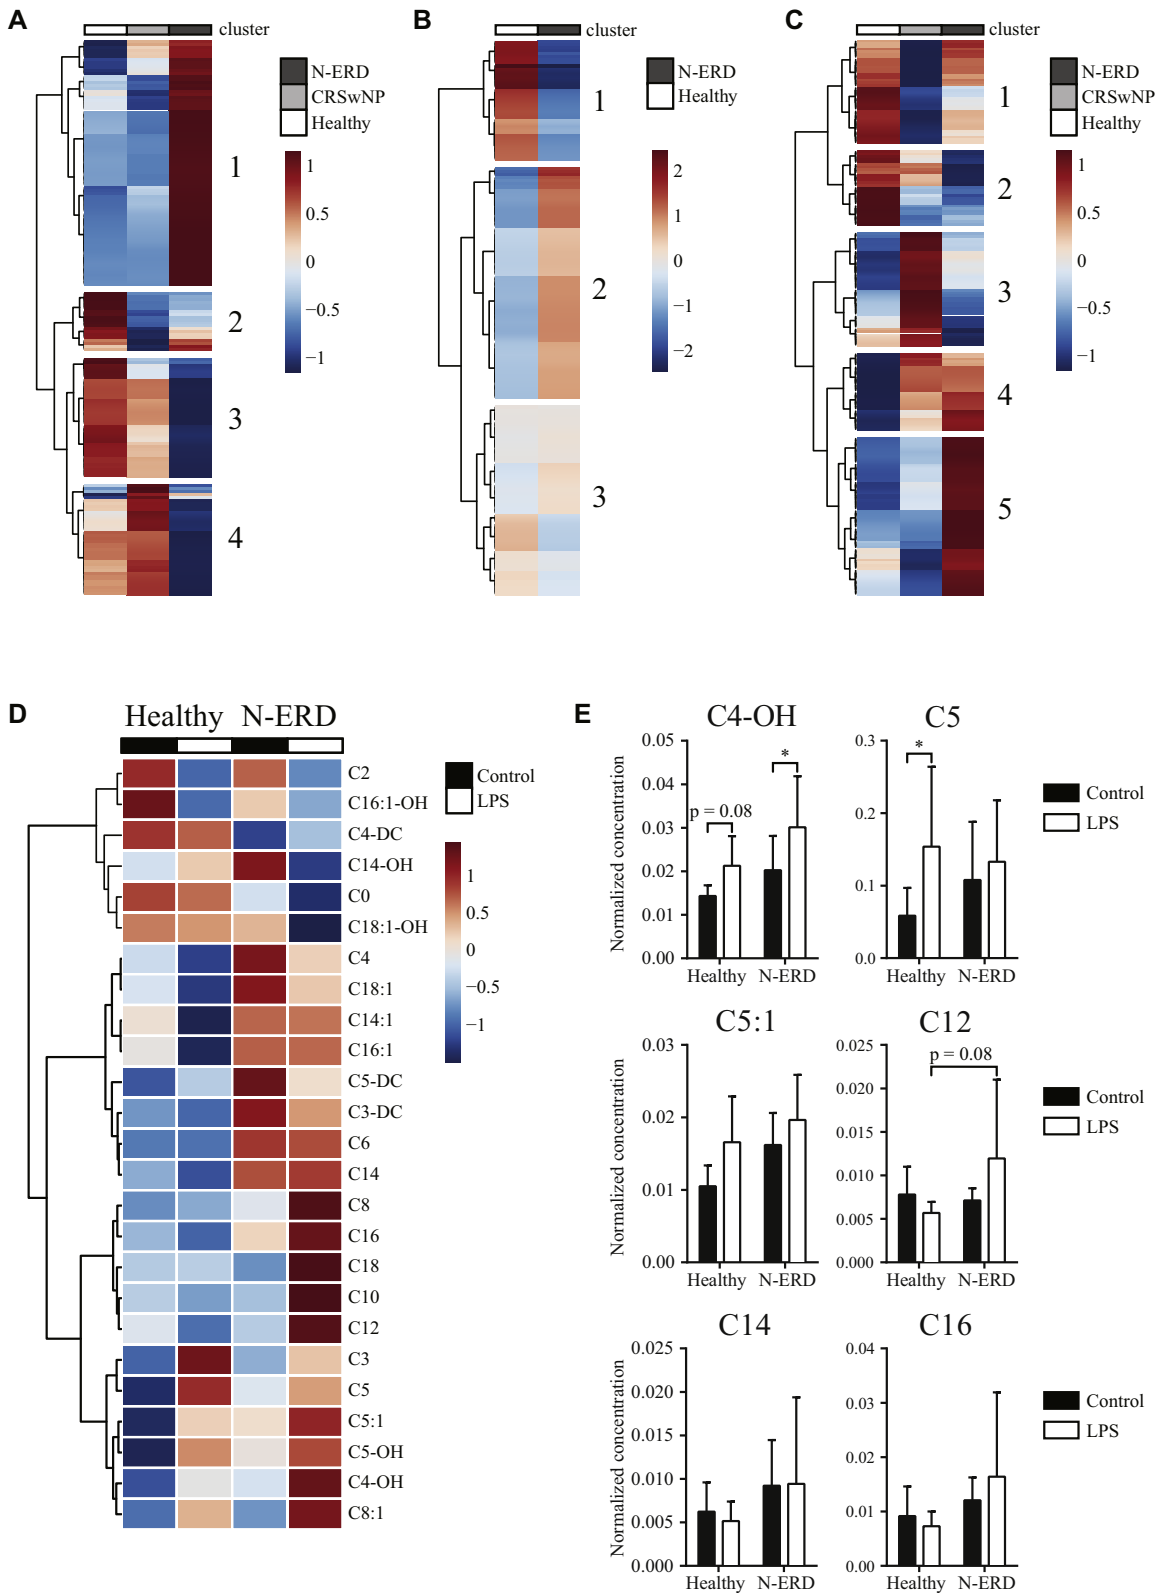 A
cluster
N-ERD
CRSwNP
Healthy
1
0.5
0
−0.5
−1
1
2
3
4
B
cluster
N-ERD
Healthy
2
1
0
−1
−2
1
2
3
C
cluster
N-ERD
CRSwNP
Healthy
1
0.5
0
−0.5
−1
1
2
3
4
5
D
Healthy N-ERD
Control
LPS
1
0.5
0
−0.5
−1
C2
C16:1-OH
C4-DC
C14-OH
C0
C18:1-OH
C4
C18:1
C14:1
C16:1
C5-DC
C3-DC
C6
C14
C8
C16
C18
C10
C12
C3
C5
C5:1
C5-OH
C4-OH
C8:1
E
C4-OH
Normalized concentration
0.05
0.04
0.03
0.02
0.01
0.00
p = 0.08
*
Healthy N-ERD
C5
0.3
0.2
0.1
0.0
*
Healthy N-ERD
Control
LPS
C5:1
Normalized concentration
0.03
0.02
0.01
0.00
Healthy N-ERD
C12
0.025
0.020
0.015
0.010
0.005
0.000
p = 0.08
Healthy N-ERD
Control
LPS
C14
Normalized concentration
0.025
0.020
0.015
0.010
0.005
0.000
Healthy N-ERD
C16
0.04
0.03
0.02
0.01
0.00
Healthy N-ERD
Control
LPS